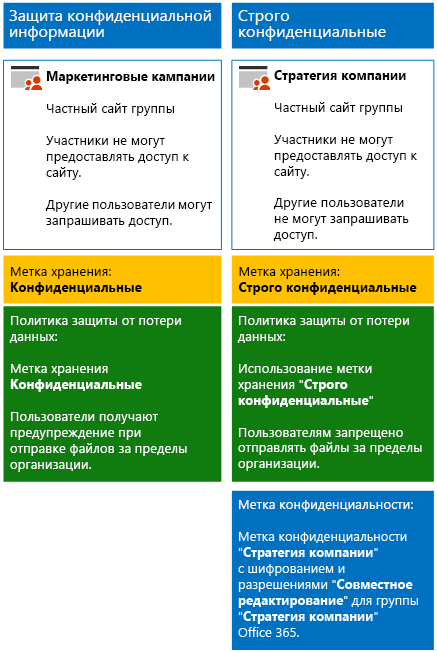 Защита конфиденциальной
информации
Маркетинговые кампании
Частный сайт группы
Участники не могут
предоставлять доступ к
сайту.
Другие пользователи могут
запрашивать доступ.
Метка хранения:
Конфиденциальные
Политика защиты от потери
данных:
Метка хранения
Конфиденциальные
Пользователи получают
предупреждение при
отправке файлов за пределы
организации.
Строго
конфиденциальные
Стратегия компании
Частный сайт группы
Участники не могут
предоставлять доступ к
сайту.
Другие пользователи
не могут запрашивать
доступ.
Метка хранения:
Строго конфиденциальные
Политика защиты от потери
данных:
Использование метки
хранения "Строго
конфиденциальные"
Пользователям запрещено
отправлять файлы за пределы
организации.
Метка конфиденциальности:
Метка конфиденциальности
"Стратегия компании"
с шифрованием и
разрешениями "Совместное
редактирование" для группы
"Стратегия компании"
Office 365.